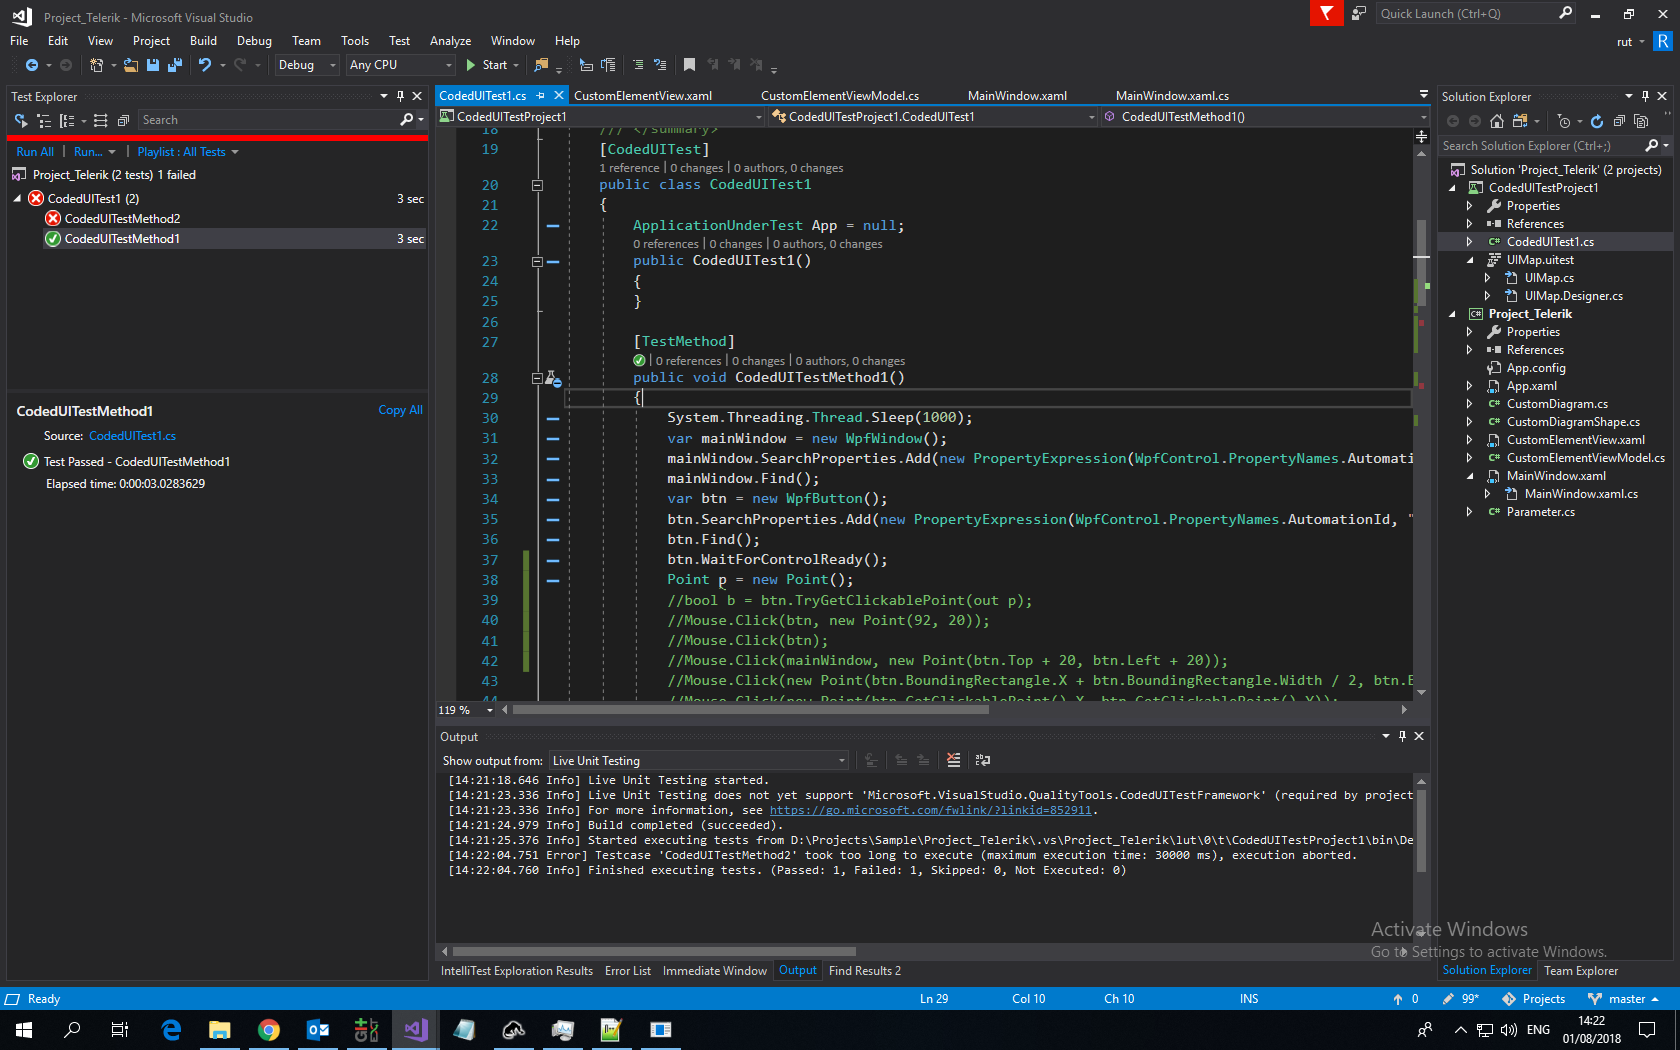 Project_Telerik - Microsoft Visual Studio
Quick Launch (Ctrl+Q)
File Edit View Project Build Debug Team Tools Test Analyze Window Help
rut
R
Debug
Any CPU
Start
Test Explorer
Search
Run All | Run... | Playlist : All Tests
Project_Telerik (2 tests) 1 failed
CodedUITest1 (2) 3 sec
CodedUITestMethod2
CodedUITestMethod1 3 sec
CodedUITestMethod1
Copy All
Source: CodedUITest1.cs
Test Passed - CodedUITestMethod1
Elapsed time: 0:00:03.0283629
CodedUITest1.cs CustomElementView.xaml CustomElementViewModel.cs MainWindow.xaml MainWindow.xaml.cs
CodedUITestProject1 CodedUITestProject1.CodedUITest1 CodedUITestMethod1()
18 /// </summary>
19 [CodedUITest]
1 reference | 0 changes | 0 authors, 0 changes
20 public class CodedUITest1
21 {
22 ApplicationUnderTest App = null;
0 references | 0 changes | 0 authors, 0 changes
23 public CodedUITest1()
24 {
25 }
26
27 [TestMethod]
| 0 references | 0 changes | 0 authors, 0 changes
28 public void CodedUITestMethod1()
29 {
30 System.Threading.Thread.Sleep(1000);
31 var mainWindow = new WpfWindow();
32 mainWindow.SearchProperties.Add(new PropertyExpression(WpfControl.PropertyNames.Automati
33 mainWindow.Find();
34 var btn = new WpfButton();
35 btn.SearchProperties.Add(new PropertyExpression(WpfControl.PropertyNames.AutomationId, "
36 btn.Find();
37 btn.WaitForControlReady();
38 Point p = new Point();
39 //bool b = btn.TryGetClickablePoint(out p);
40 //Mouse.Click(btn, new Point(92, 20));
41 //Mouse.Click(btn);
42 //Mouse.Click(mainWindow, new Point(btn.Top + 20, btn.Left + 20));
43 //Mouse.Click(new Point(btn.BoundingRectangle.X + btn.BoundingRectangle.Width / 2, btn.B
44 //Mouse.Click(new Point(btn.GetClickablePoint().X, btn.GetClickablePoint().Y));
119 %
Output
Show output from: Live Unit Testing
[14:21:18.646 Info] Live Unit Testing started.
[14:21:23.336 Info] Live Unit Testing does not yet support 'Microsoft.VisualStudio.QualityTools.CodedUITestFramework' (required by project
[14:21:23.336 Info] For more information, see https://go.microsoft.com/fwlink/?linkid=852911.
[14:21:24.979 Info] Build completed (succeeded).
[14:21:25.376 Info] Started executing tests from D:\Projects\Sample\Project_Telerik\.vs\Project_Telerik\lut\0\t\CodedUITestProject1\bin\De
[14:22:04.751 Error] Testcase 'CodedUITestMethod2' took too long to execute (maximum execution time: 30000 ms), execution aborted.
[14:22:04.760 Info] Finished executing tests. (Passed: 1, Failed: 1, Skipped: 0, Not Executed: 0)
IntelliTest Exploration Results Error List Immediate Window Output Find Results 2
Solution Explorer
Search Solution Explorer (Ctrl+;)
Solution 'Project_Telerik' (2 projects)
CodedUITestProject1
Properties
References
CodedUITest1.cs
UIMap.uitest
UIMap.cs
UIMap.Designer.cs
Project_Telerik
Properties
References
App.config
App.xaml
CustomDiagram.cs
CustomDiagramShape.cs
CustomElementView.xaml
CustomElementViewModel.cs
MainWindow.xaml
MainWindow.xaml.cs
Parameter.cs
Activate Windows
Go to Settings to activate Windows.
Solution Explorer Team Explorer
Ready Ln 29 Col 10 Ch 10 INS 0 99* Projects master
ENG
14:22
01/08/2018